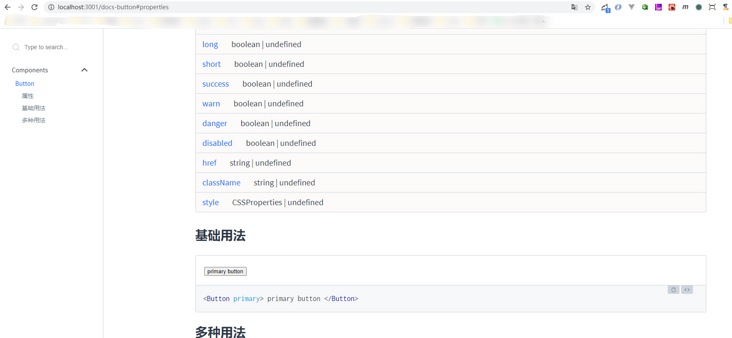 localhost:3001/docs-button#properties
Type to search...
Components
Button
属性
基础用法
多种用法
long boolean | undefined
short boolean | undefined
success boolean | undefined
warn boolean | undefined
danger boolean | undefined
disabled boolean | undefined
href string | undefined
className string | undefined
style CSSProperties | undefined
基础用法
primary button
<Button primary> primary button </Button>
多种用法